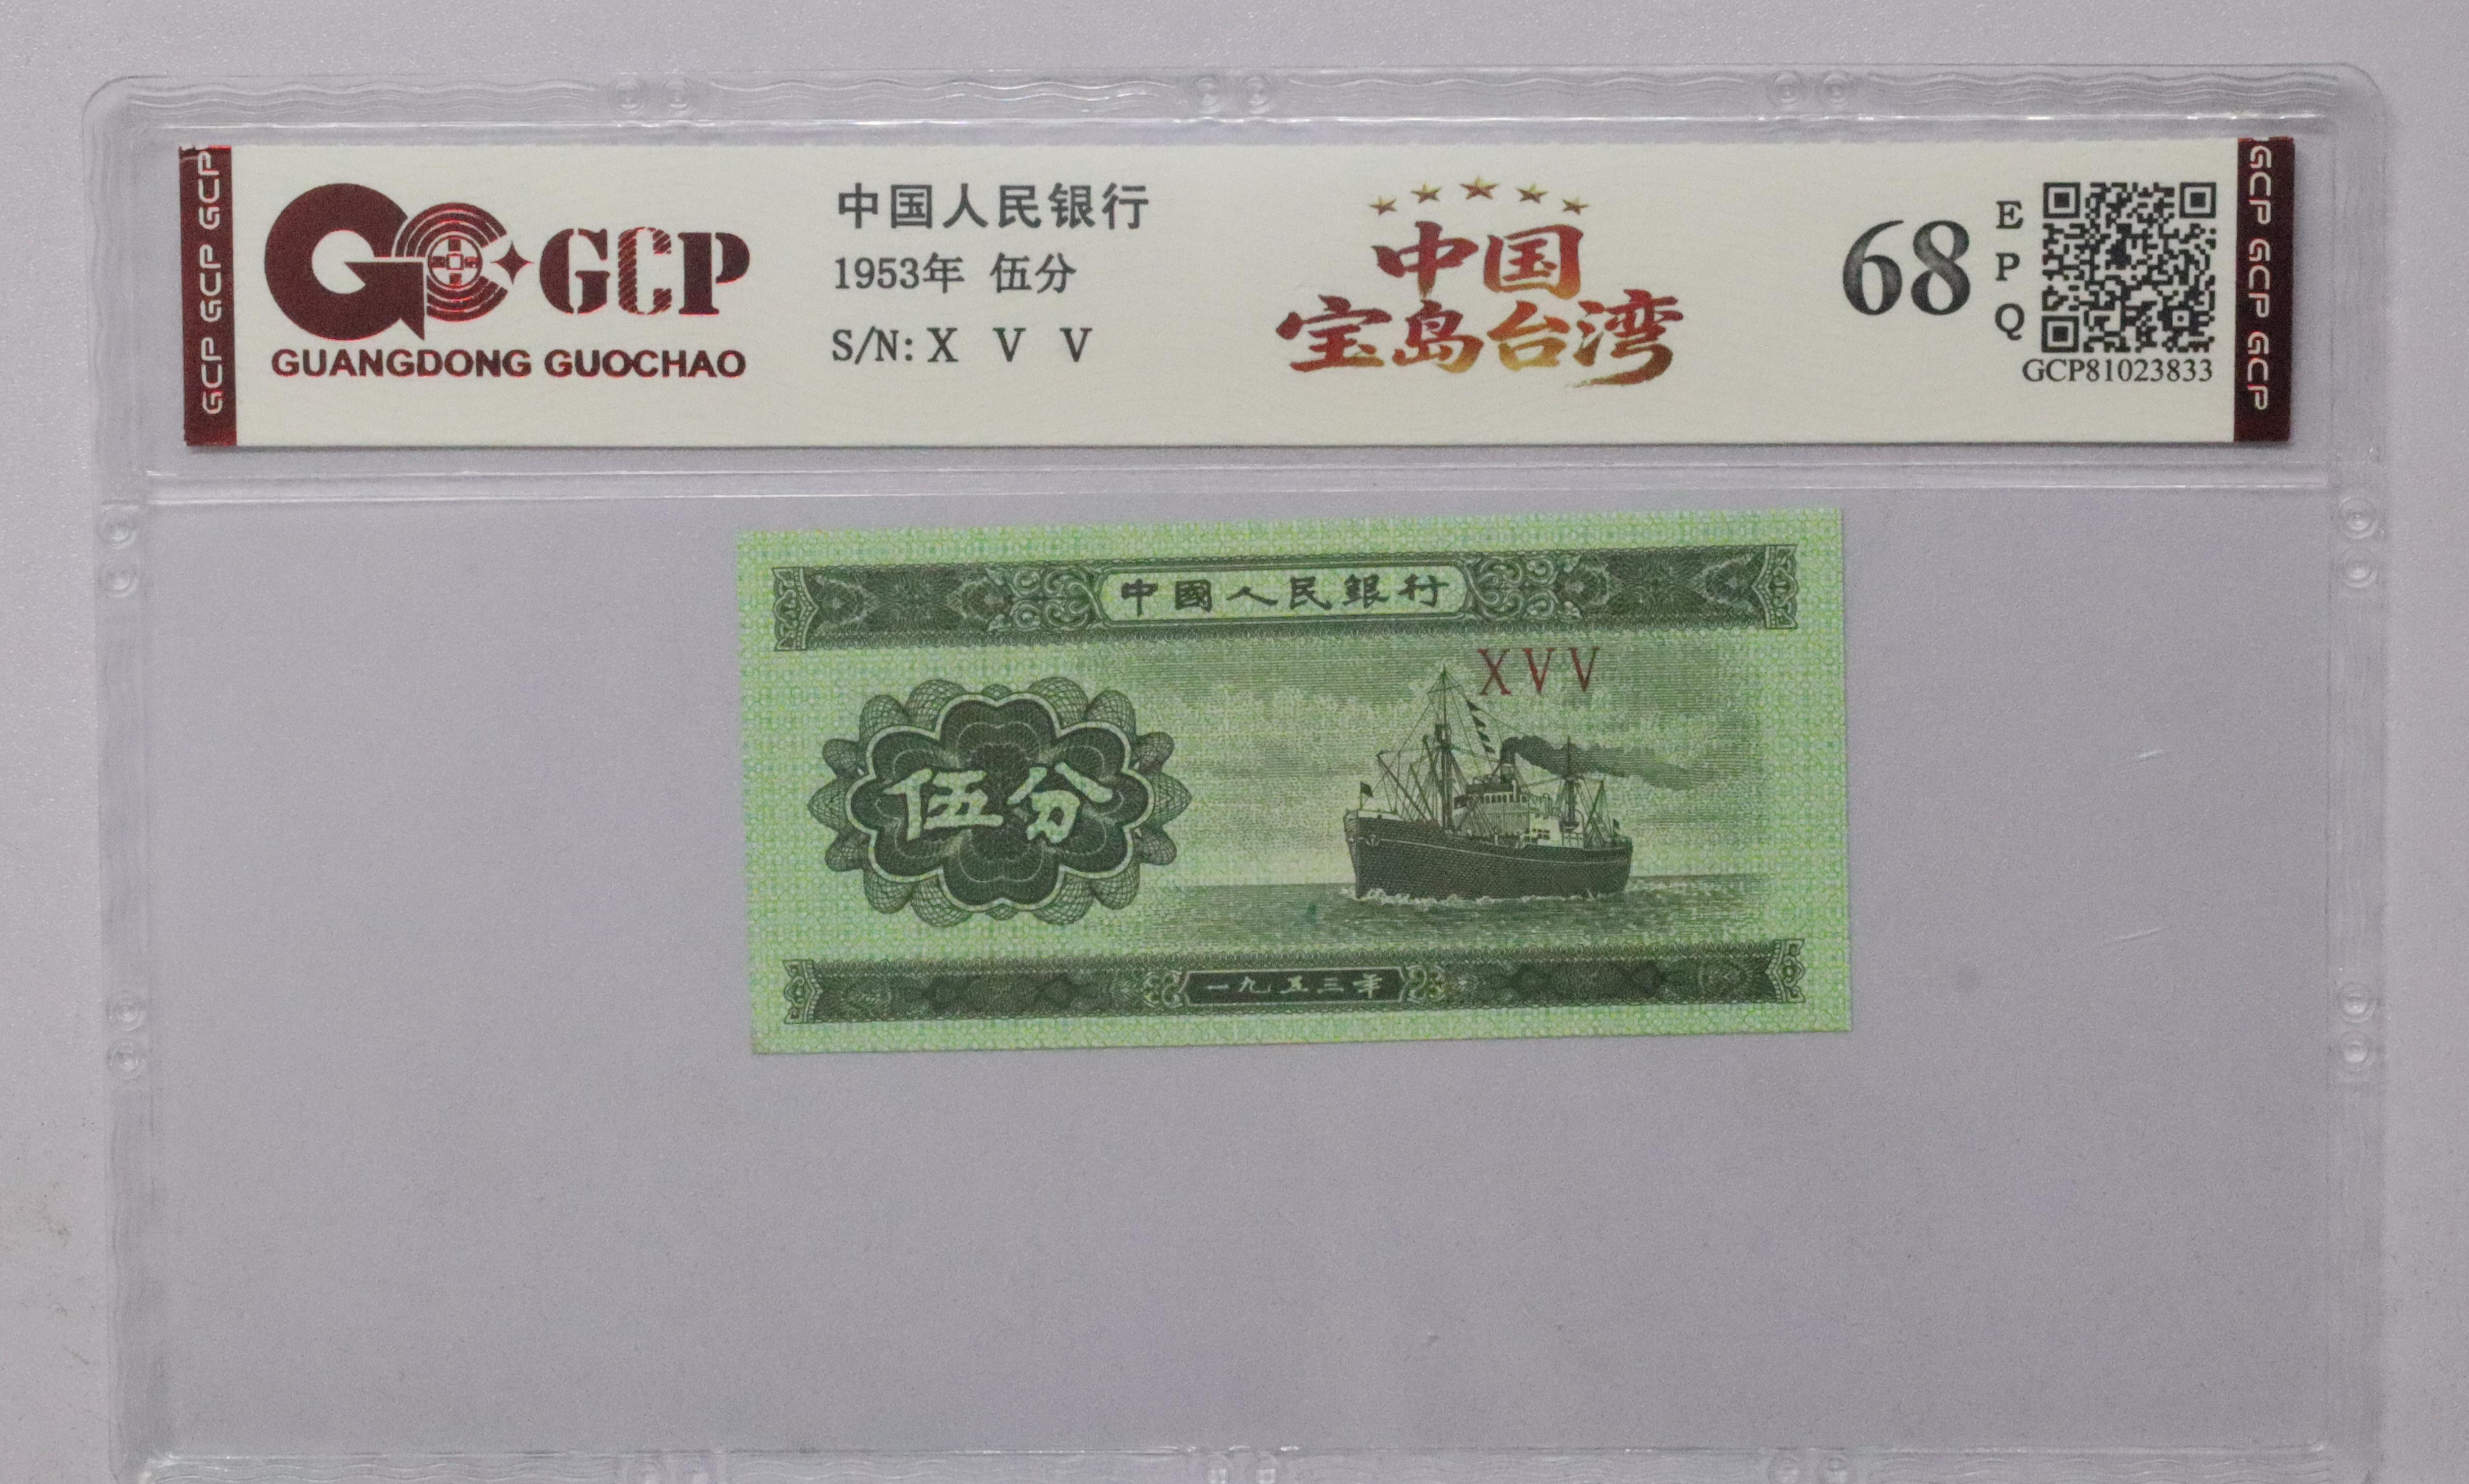 GCP GCP GCP
GCP
GUANGDONG GUOCHAO
中国人民银行
1953年 伍分
S/N: X V V
中国
宝岛台湾
68
EPQ
GCP81023833
GCP GCP GCP
中國人民銀行
XVV
伍分
一九五三年